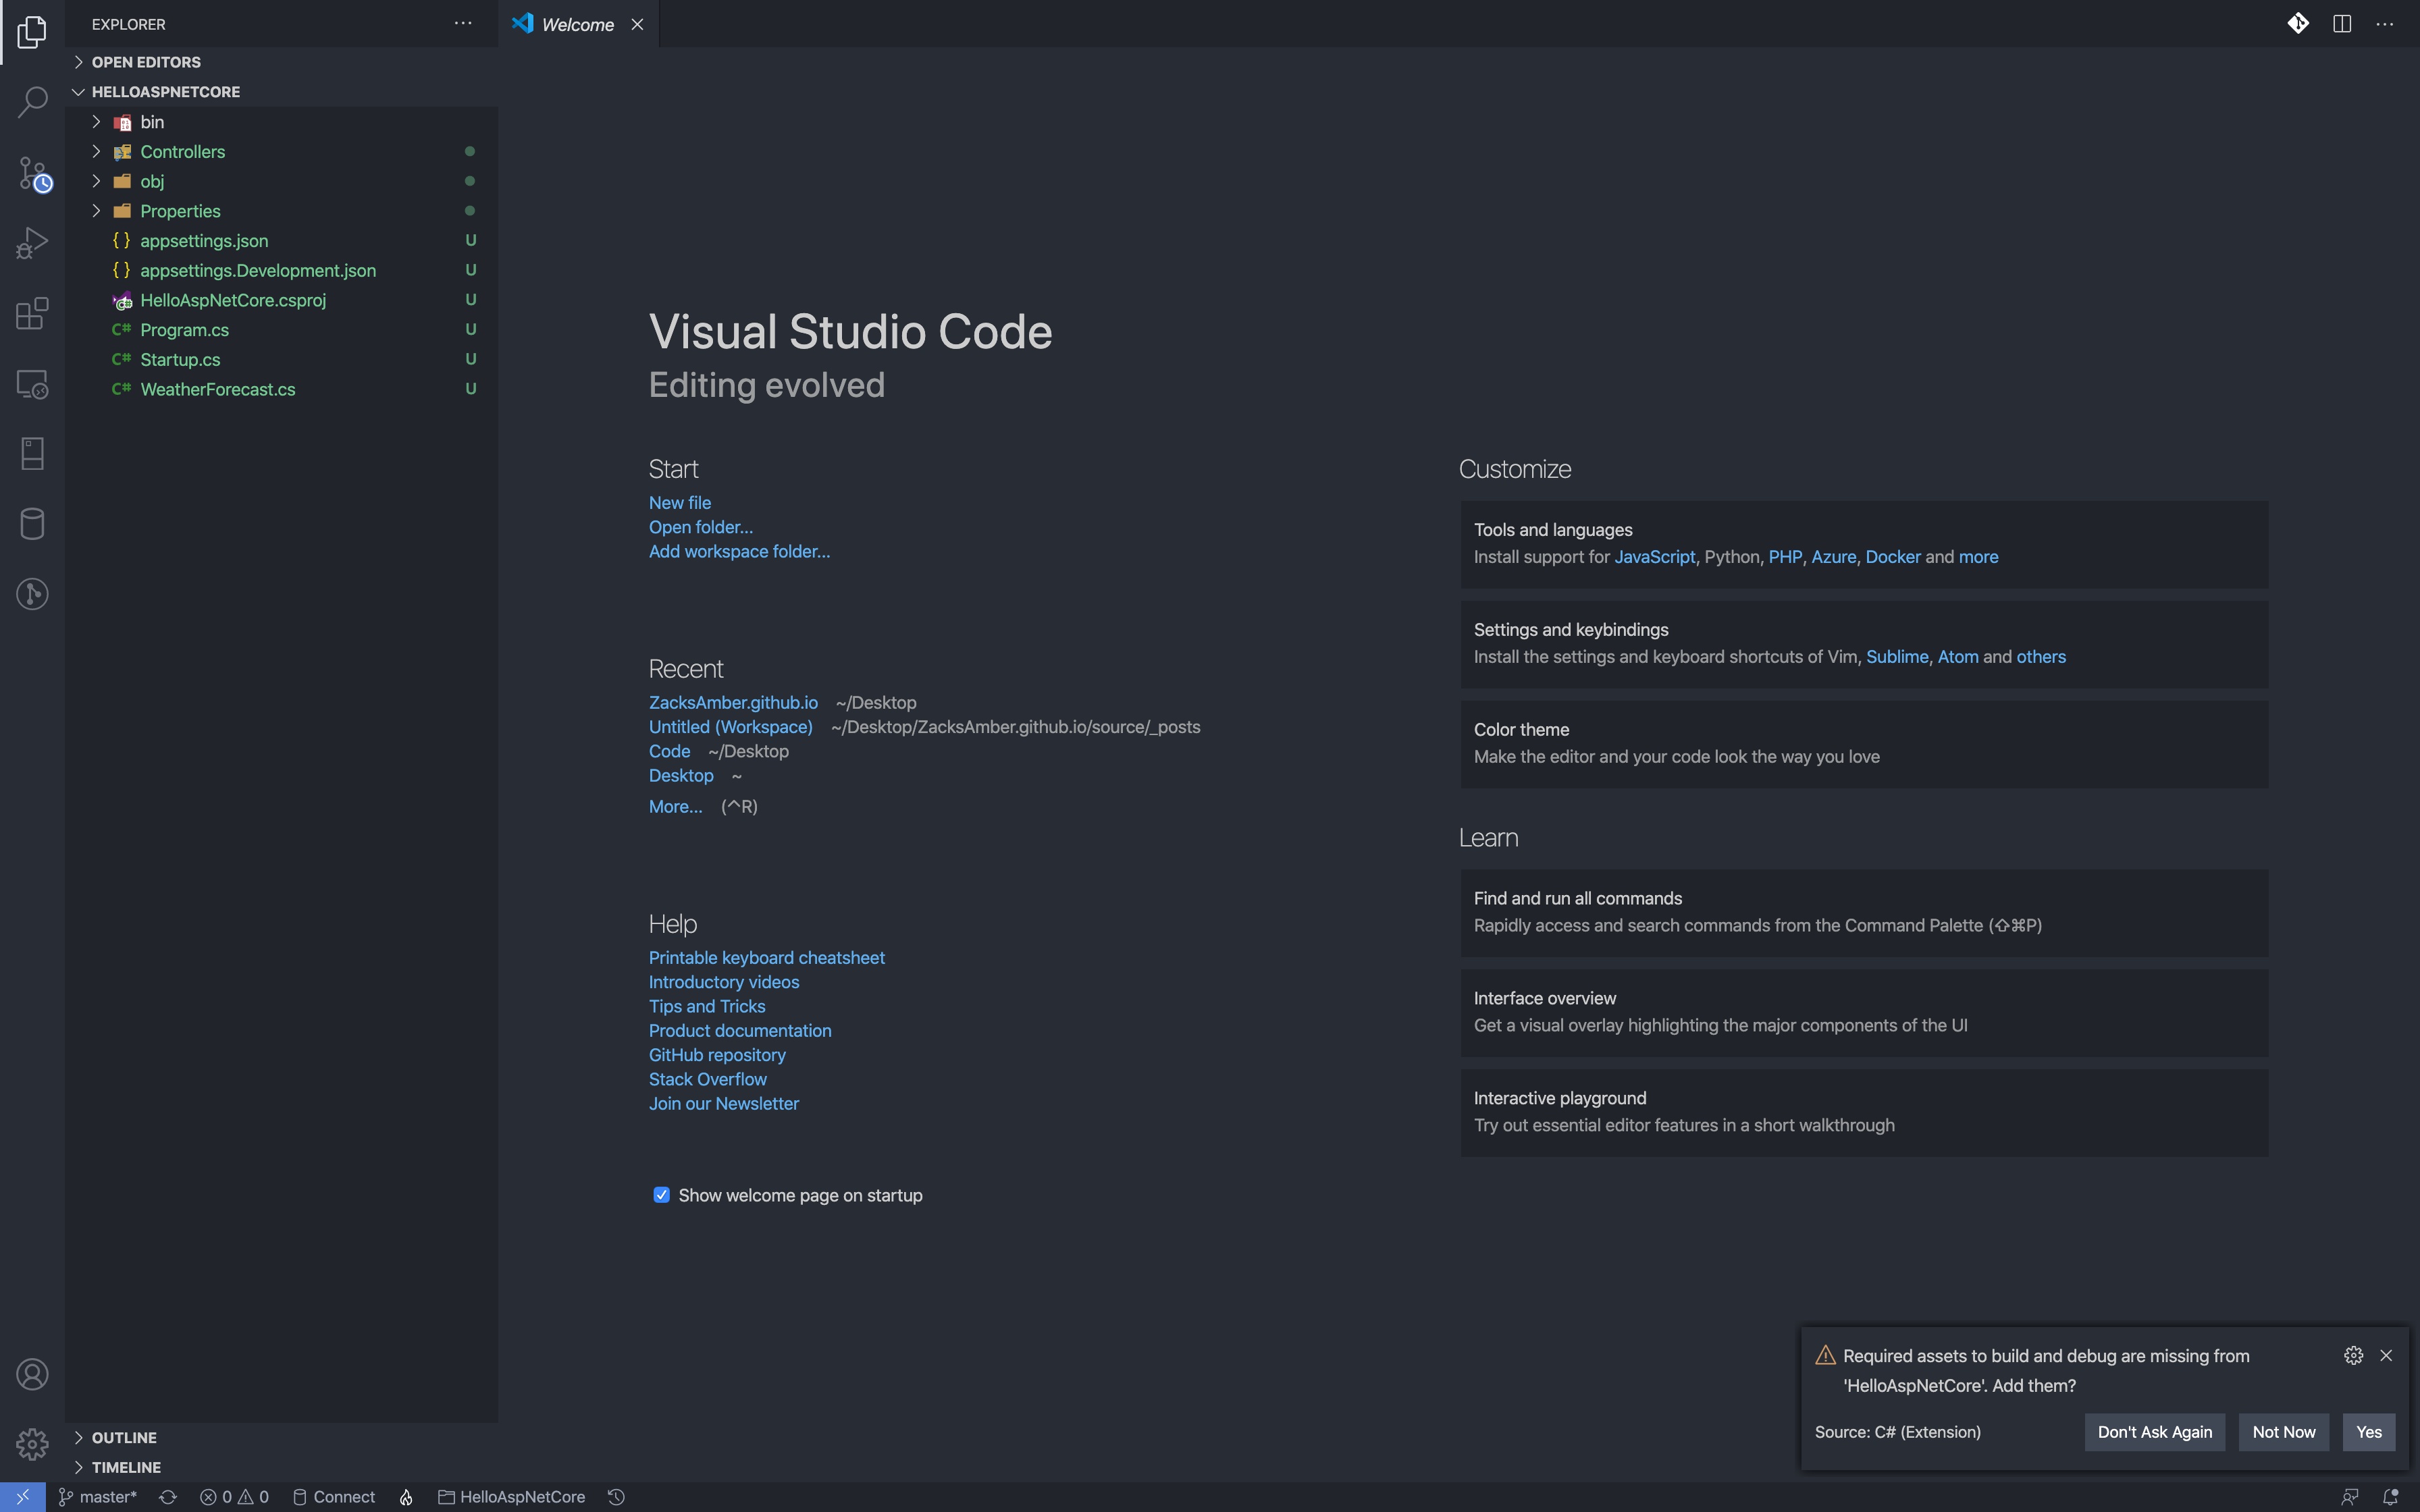 EXPLORER
Welcome
OPEN EDITORS
HELLOASPNETCORE
bin
Controllers
obj
Properties
appsettings.json U
appsettings.Development.json U
HelloAspNetCore.csproj U
C# Program.cs U
C# Startup.cs U
C# WeatherForecast.cs U
OUTLINE
TIMELINE
Visual Studio Code
Editing evolved
Start
New file
Open folder...
Add workspace folder...
Recent
ZacksAmber.github.io ~/Desktop
Untitled (Workspace) ~/Desktop/ZacksAmber.github.io/source/_posts
Code ~/Desktop
Desktop ~
More... (^R)
Help
Printable keyboard cheatsheet
Introductory videos
Tips and Tricks
Product documentation
GitHub repository
Stack Overflow
Join our Newsletter
Show welcome page on startup
Customize
Tools and languages
Install support for JavaScript, Python, PHP, Azure, Docker and more
Settings and keybindings
Install the settings and keyboard shortcuts of Vim, Sublime, Atom and others
Color theme
Make the editor and your code look the way you love
Learn
Find and run all commands
Rapidly access and search commands from the Command Palette (⇧⌘P)
Interface overview
Get a visual overlay highlighting the major components of the UI
Interactive playground
Try out essential editor features in a short walkthrough
Required assets to build and debug are missing from
'HelloAspNetCore'. Add them?
Source: C# (Extension) Don't Ask Again Not Now Yes
master* 0 0 Connect HelloAspNetCore